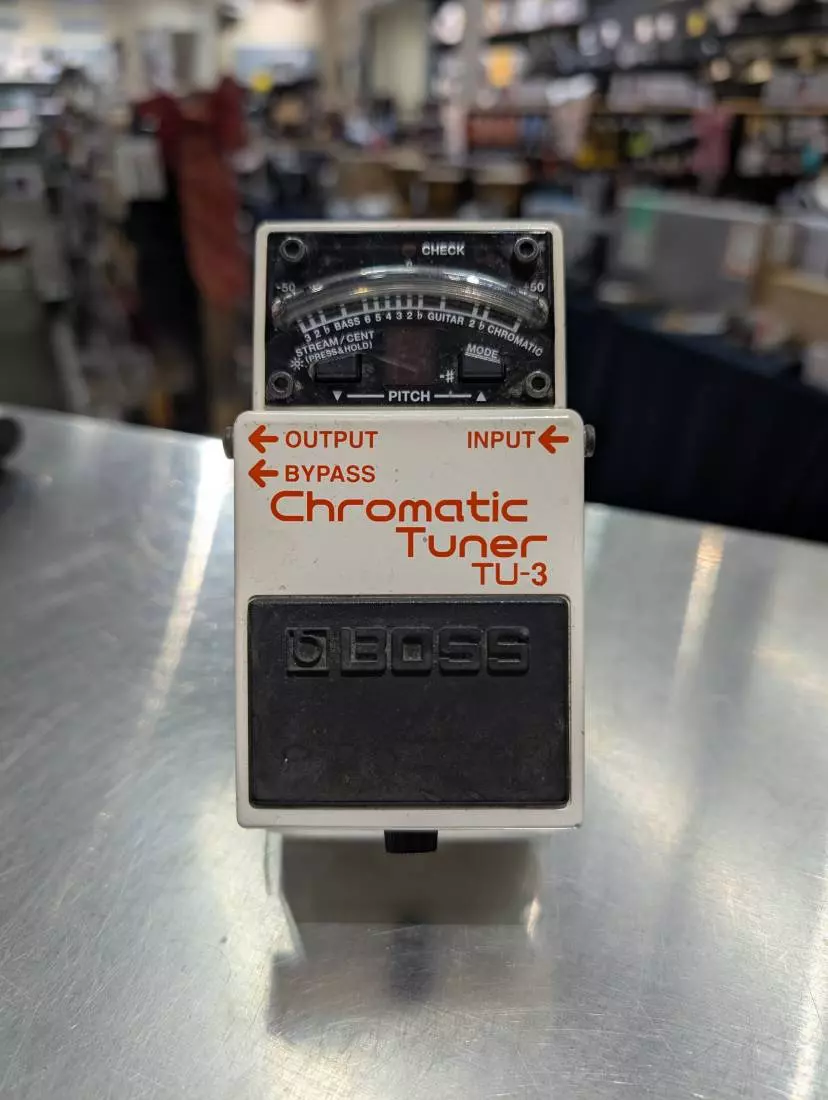 CHECK
0
-50 +50
3 2 ♭ BASS 6 5 4 3 2 ♭ GUITAR 2 ♭ CHROMATIC
STREAM/CENT
(PRESS&HOLD)
MODE
-#
▼ — PITCH — ▲
← OUTPUT INPUT ←
← BYPASS
Chromatic
Tuner
TU-3
BOSS